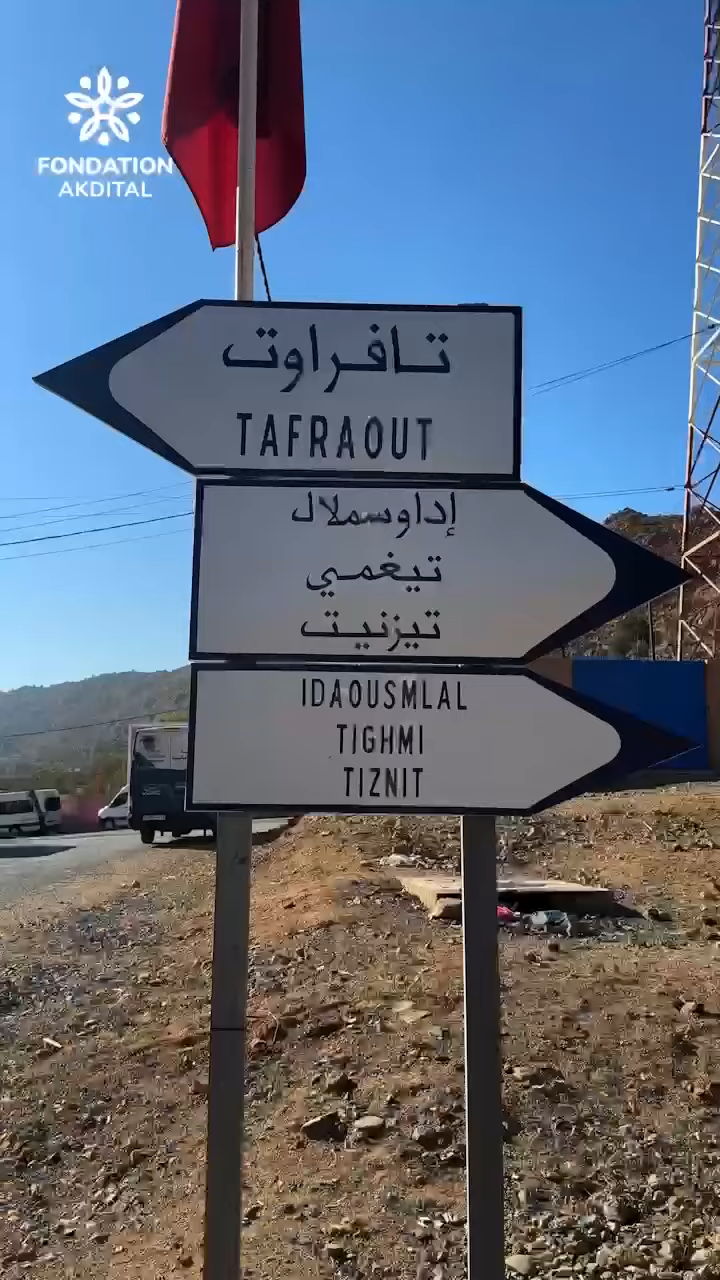 FONDATION
AKDITAL
تافراوت
TAFRAOUT
إداوسملال
تيغمي
تيزنيت
IDAOUSMLAL
TIGHMI
TIZNIT